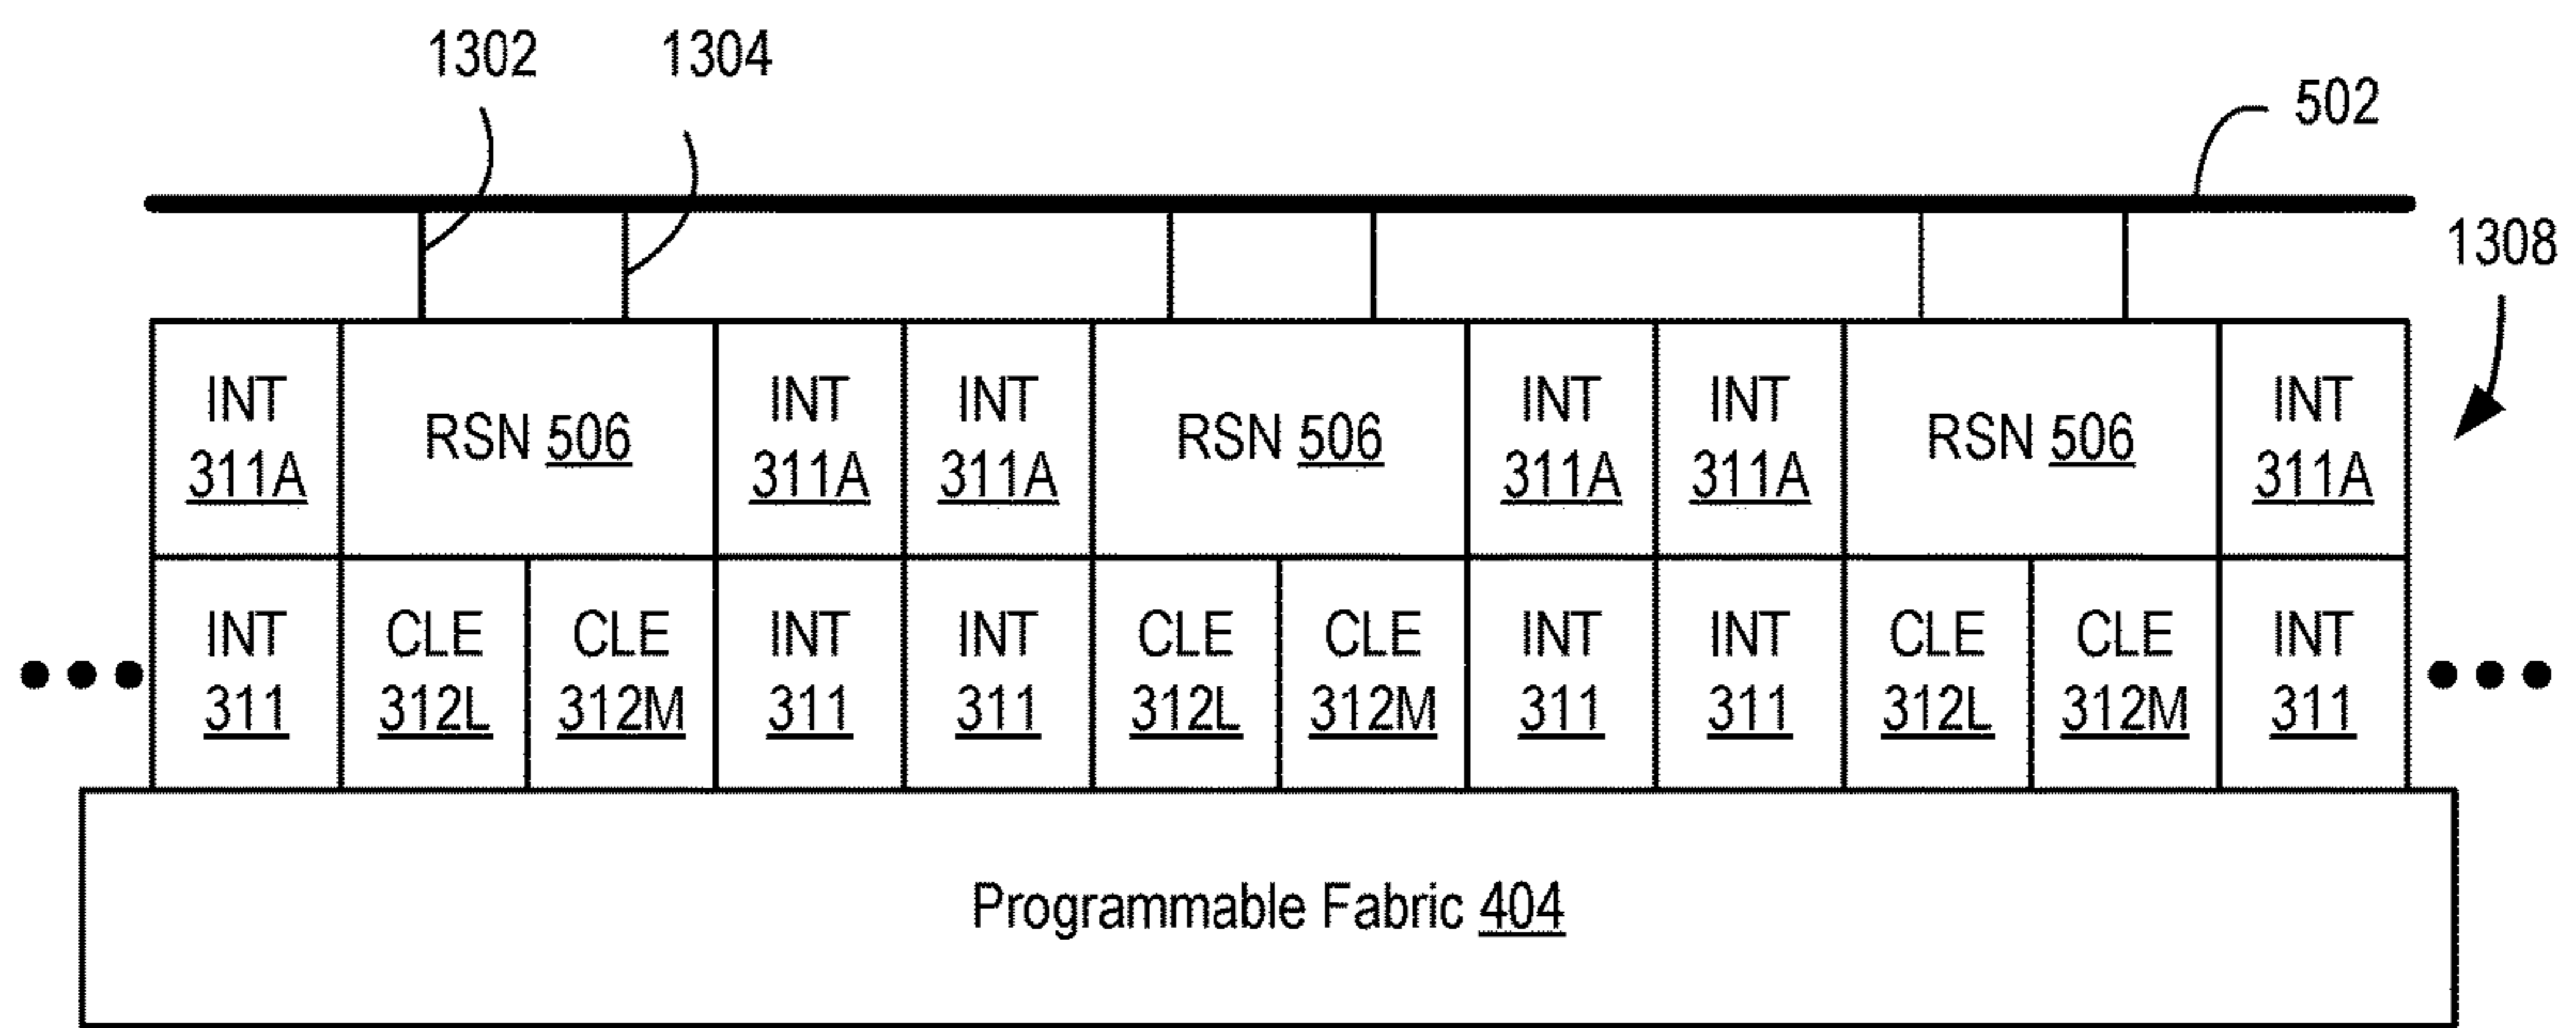 1302 1304
502
1308
INT 311A RSN 506 INT 311A INT 311A RSN 506 INT 311A INT 311A RSN 506 INT 311A
INT 311 CLE 312L CLE 312M INT 311 INT 311 CLE 312L CLE 312M INT 311 INT 311 CLE 312L CLE 312M INT 311
Programmable Fabric 404